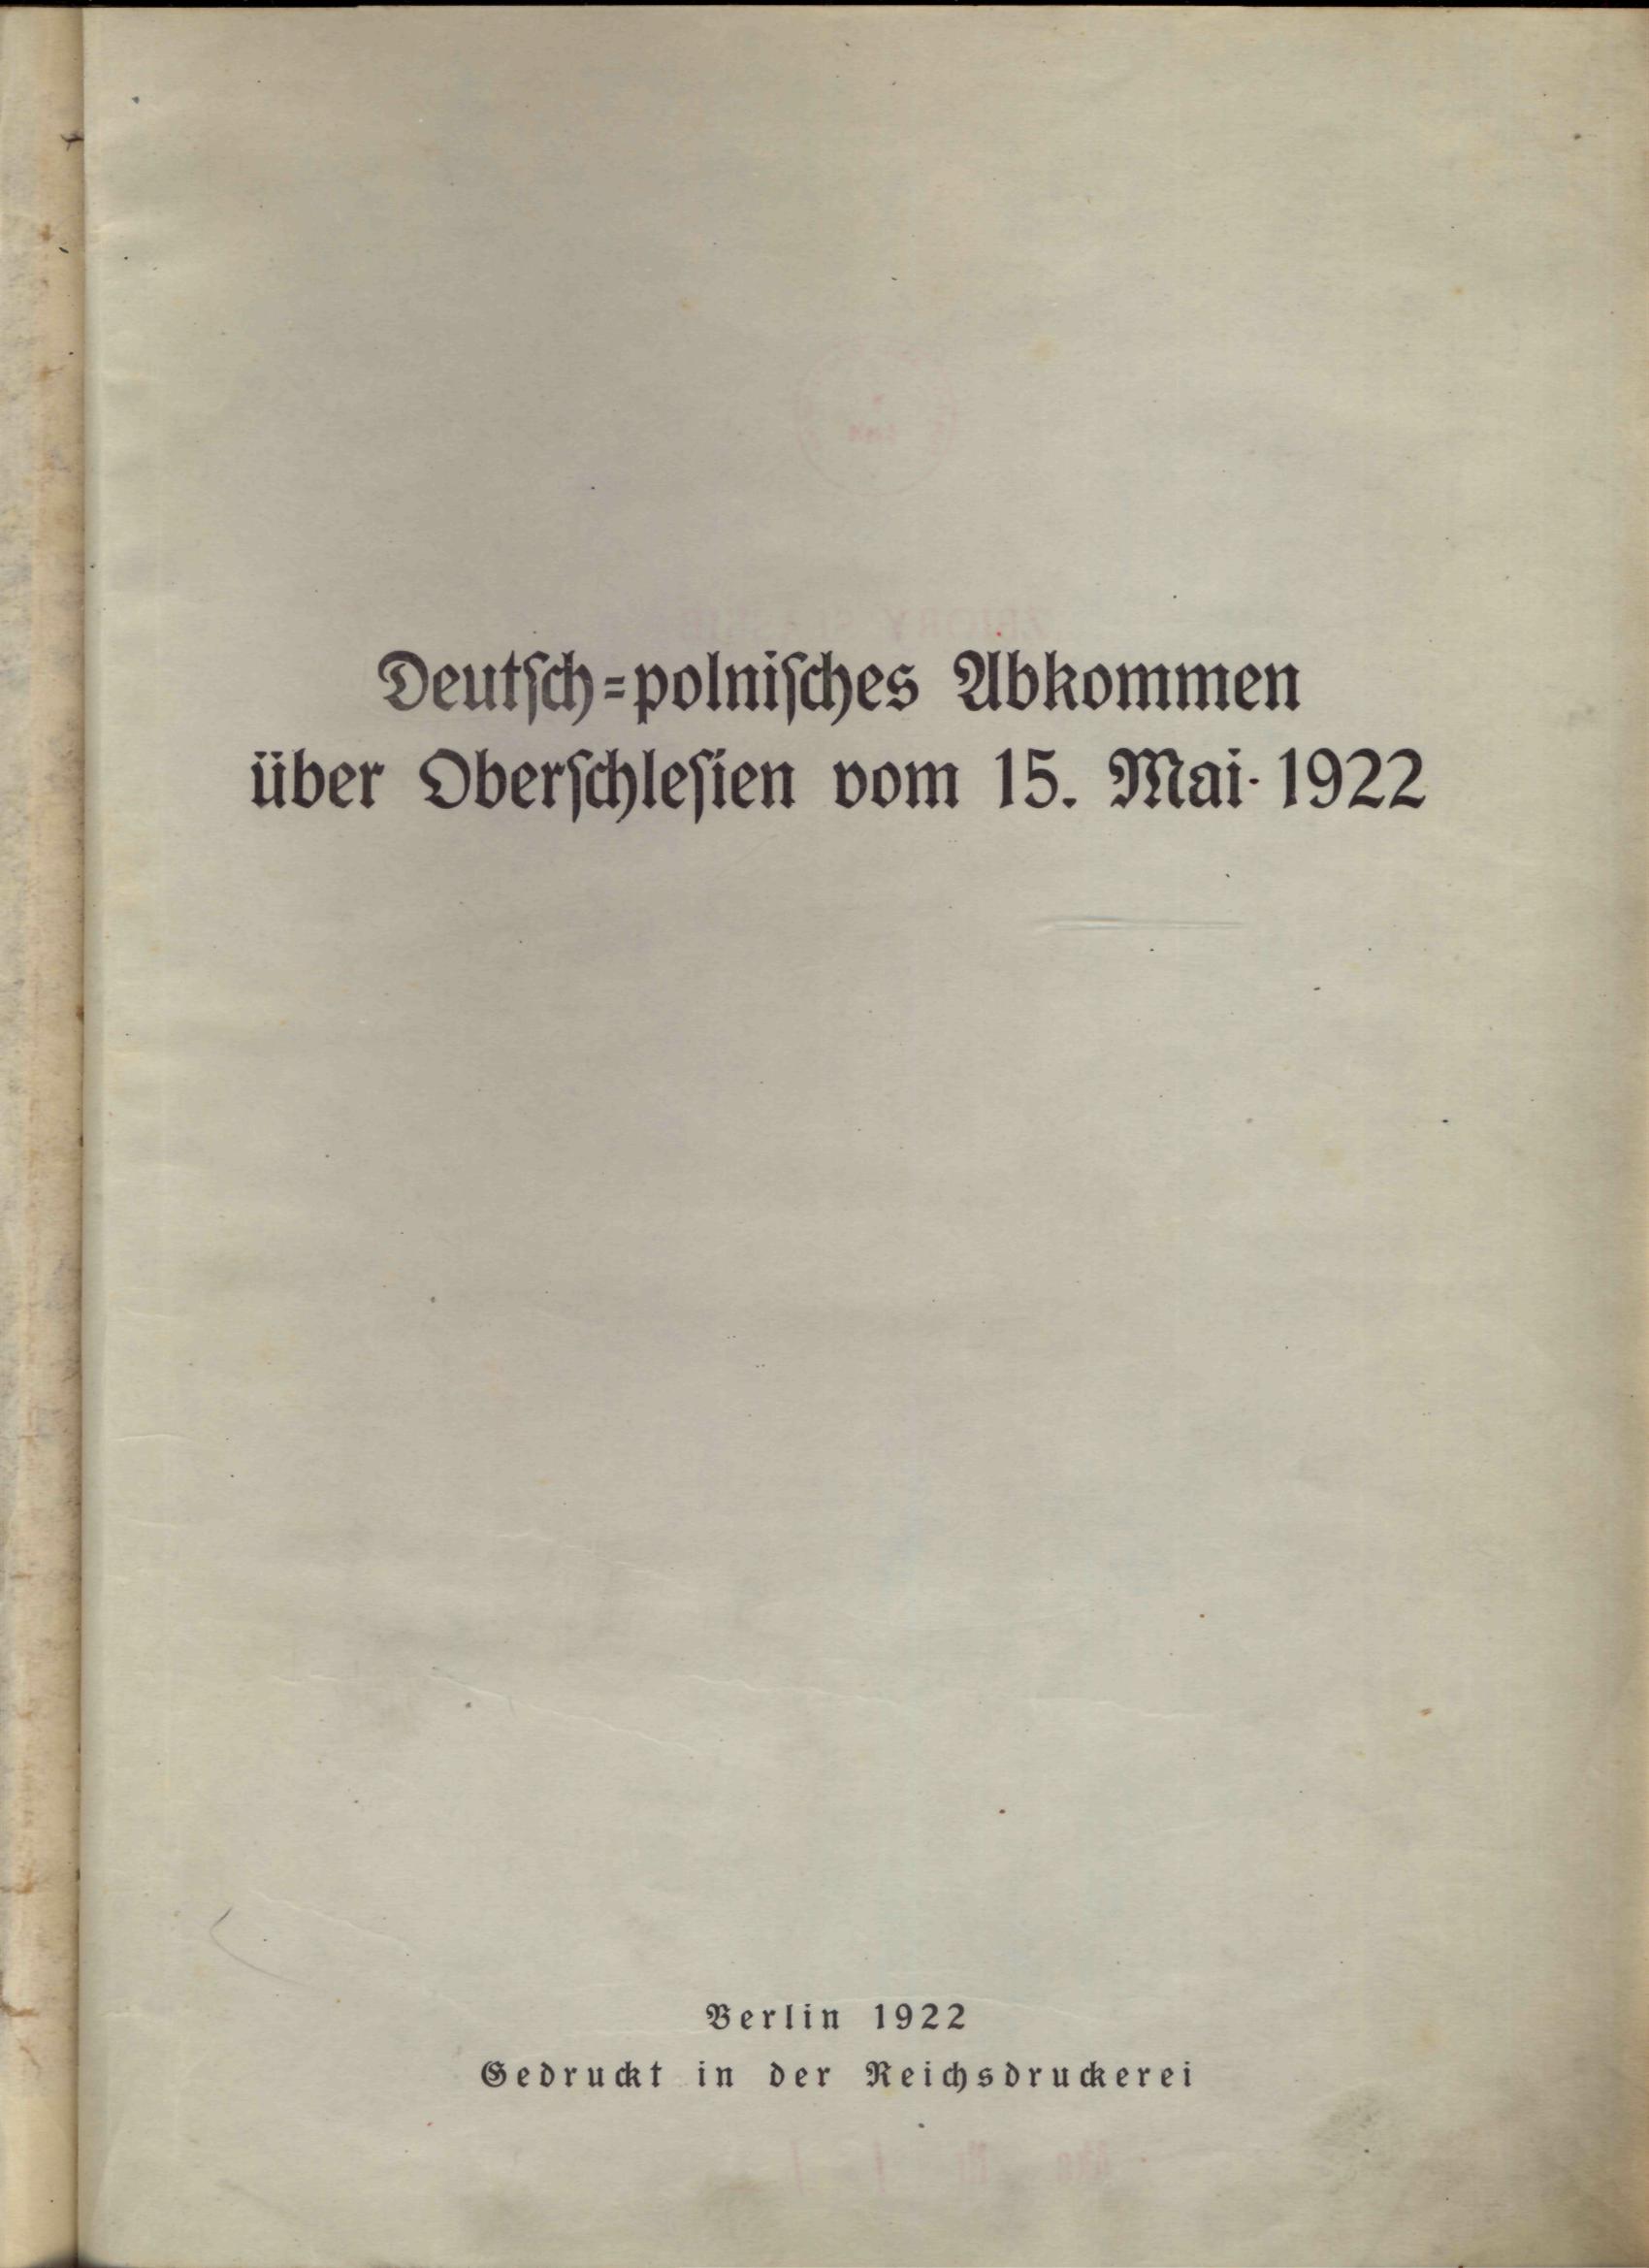 Deutſch=polniſches Abkommen
über Oberſchleſien vom 15. Mai 1922
Berlin 1922
Gedruckt in der Reichsdruckerei